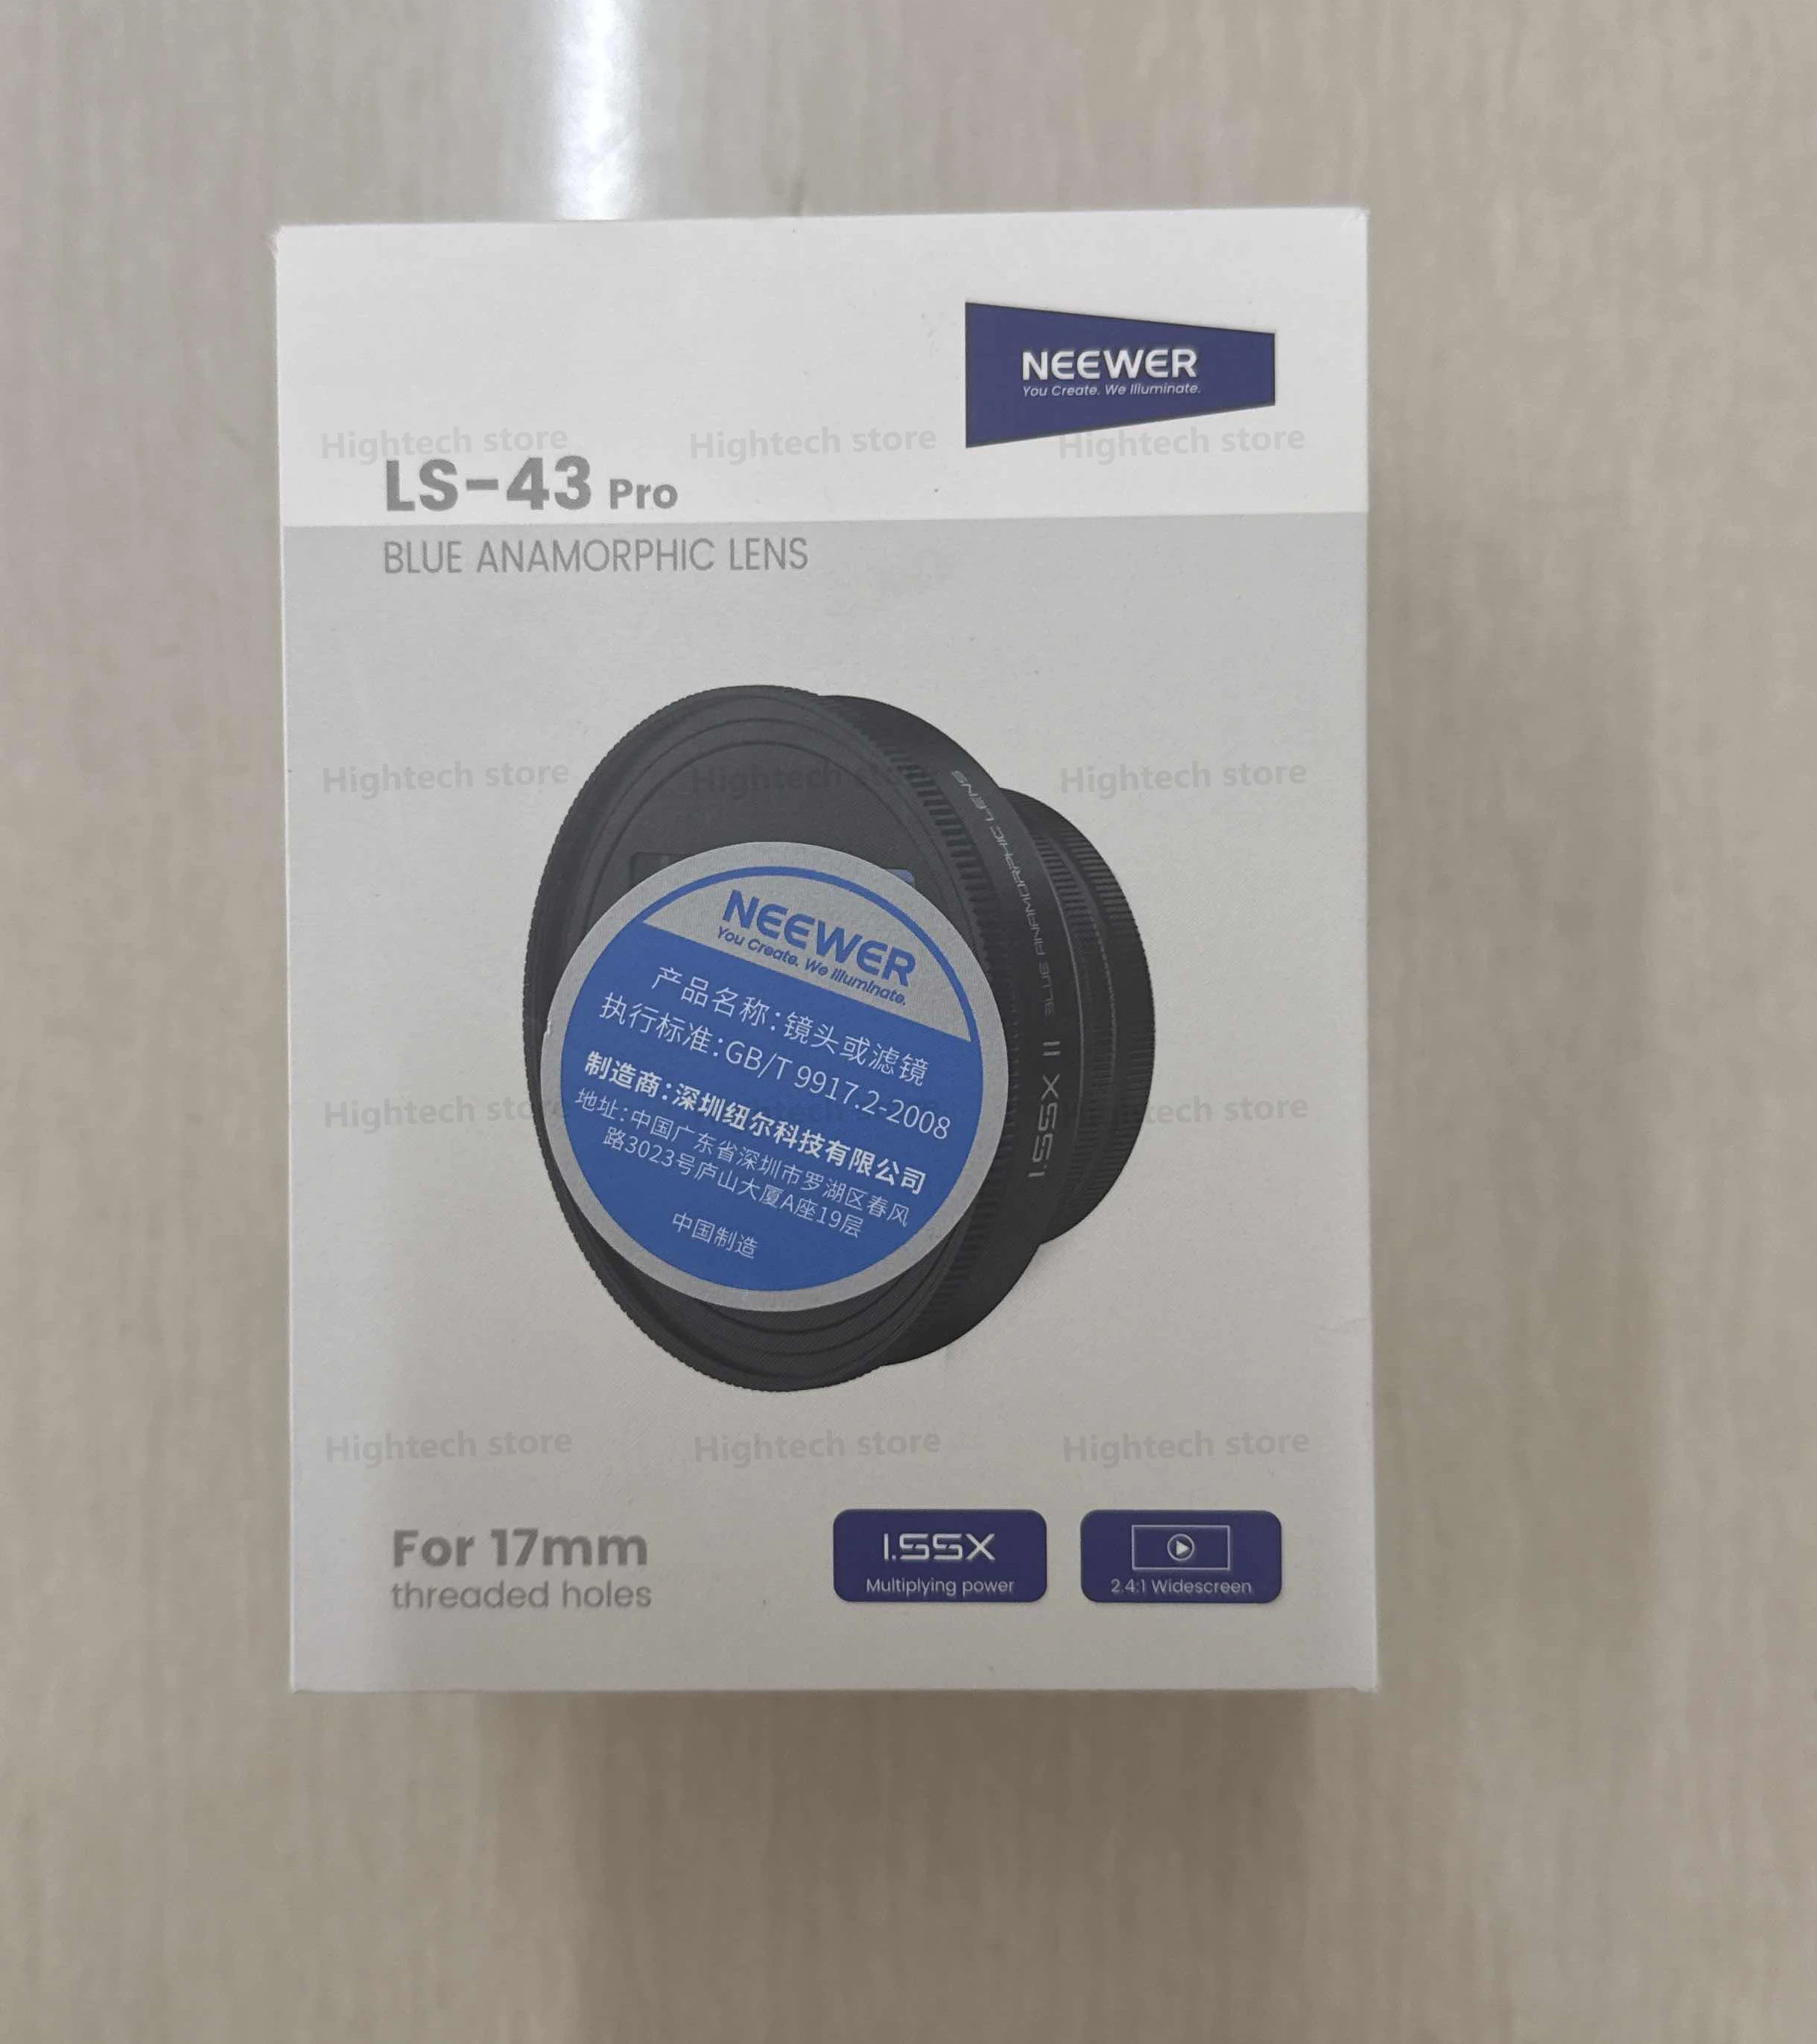 NEEWER
You Create. We Illuminate.
Hightech store Hightech store Hightech store
LS-43 Pro
BLUE ANAMORPHIC LENS
Hightech store Hightech store Hightech store
BLUE ANAMORPHIC LENS
1.55X II
NEEWER
You Create. We Illuminate.
产品名称:镜头或滤镜
执行标准:GB/T 9917.2-2008
制造商:深圳纽尔科技有限公司
地址:中国广东省深圳市罗湖区春风
路3023号庐山大厦A座19层
中国制造
Hightech store tech store
Hightech store Hightech store Hightech store
For 17mm
threaded holes
1.55X
Multiplying power
2.4:1 Widescreen